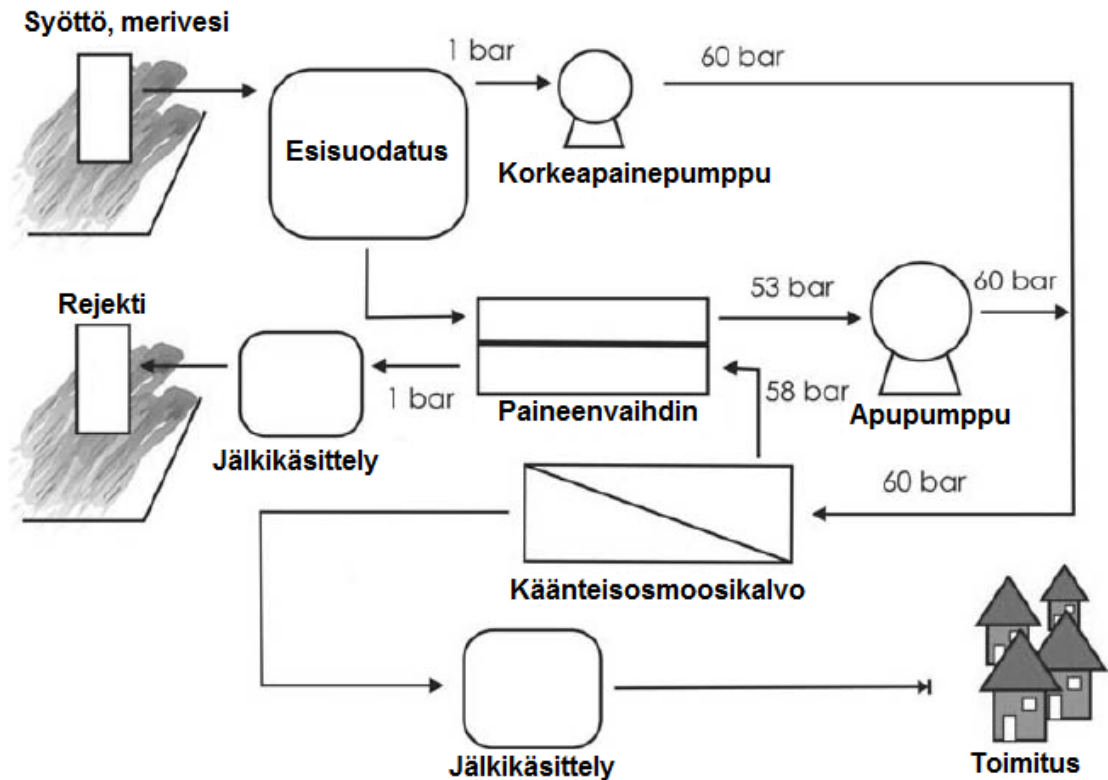 Syöttö, merivesi
1 bar
60 bar
Esisuodatus
Korkeapainepumppu
Rejekti
53 bar
60 bar
1 bar
58 bar
Paineenvaihdin
Apupumppu
Jälkikäsittely
60 bar
Käänteisosmoosikalvo
Jälkikäsittely
Toimitus